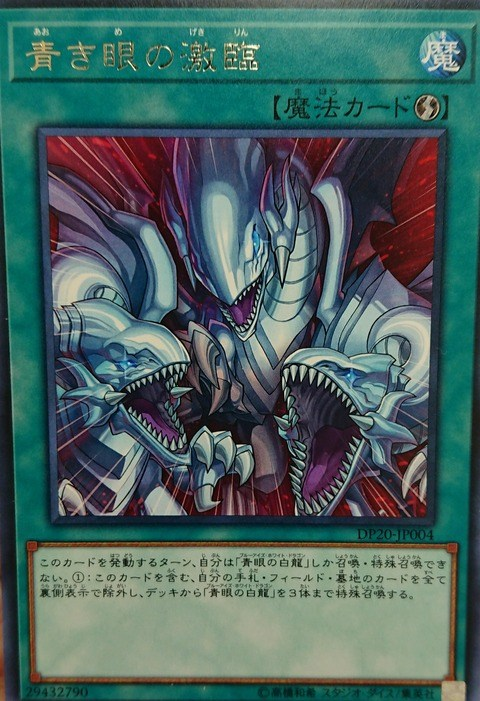 青き眼の激臨
魔
【魔法カード】
DP20-JP004
このカードを発動するターン、自分は「青眼の白龍」しか召喚・特殊召喚でき
ない。①：このカードを含む、自分の手札・フィールド・墓地のカードを全て
裏側表示で除外し、デッキから「青眼の白龍」を3体まで特殊召喚する。
29432790
©高橋和希 スタジオ・ダイス/集英社